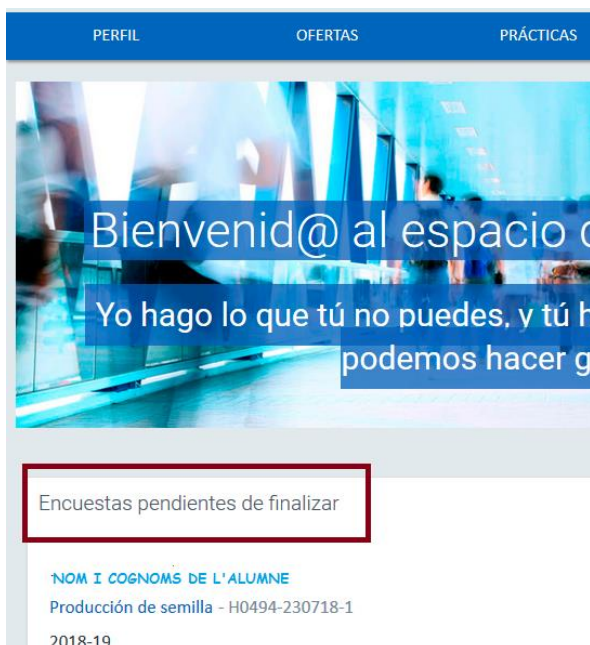 PERFIL OFERTAS PRÁCTICAS
Bienvenid@ al espacio
Yo hago lo que tú no puedes, y tú
podemos hacer
Encuestas pendientes de finalizar
NOM I COGNOMS DE L'ALUMNE
Producción de semilla - H0494-230718-1
2018-19